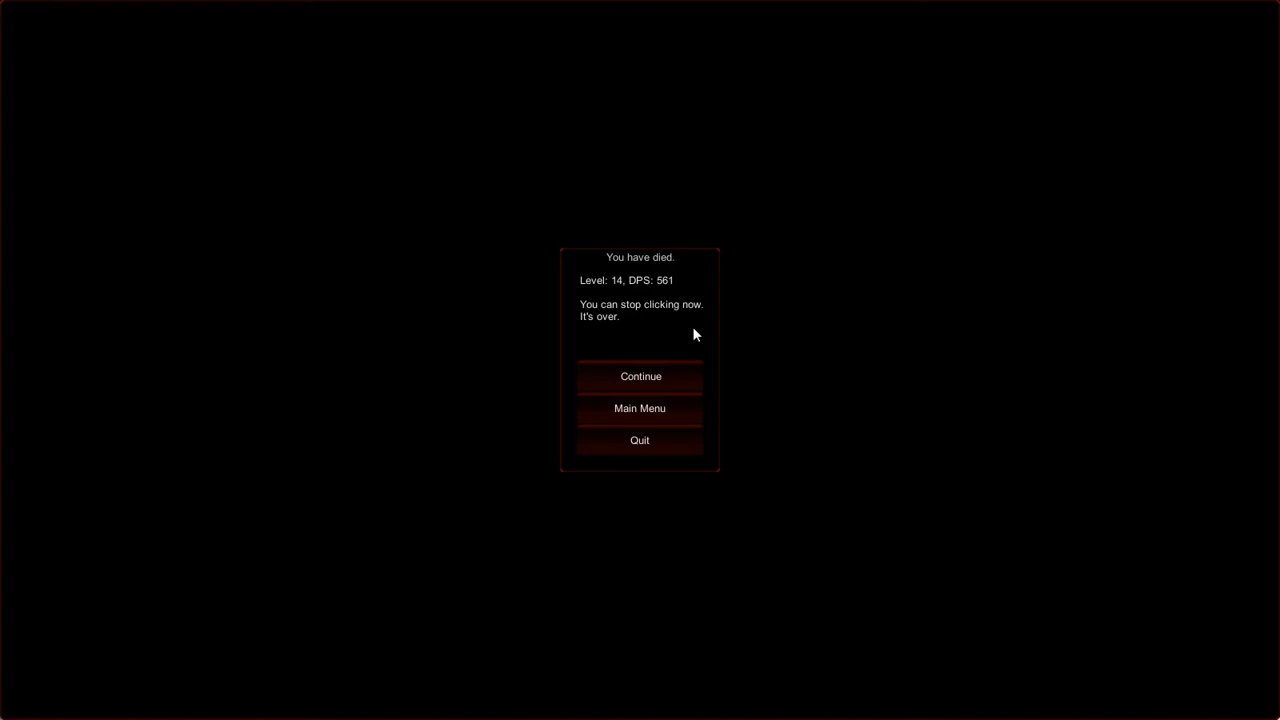 You have died.
Level: 14, DPS: 561
You can stop clicking now.
It's over.
Continue
Main Menu
Quit